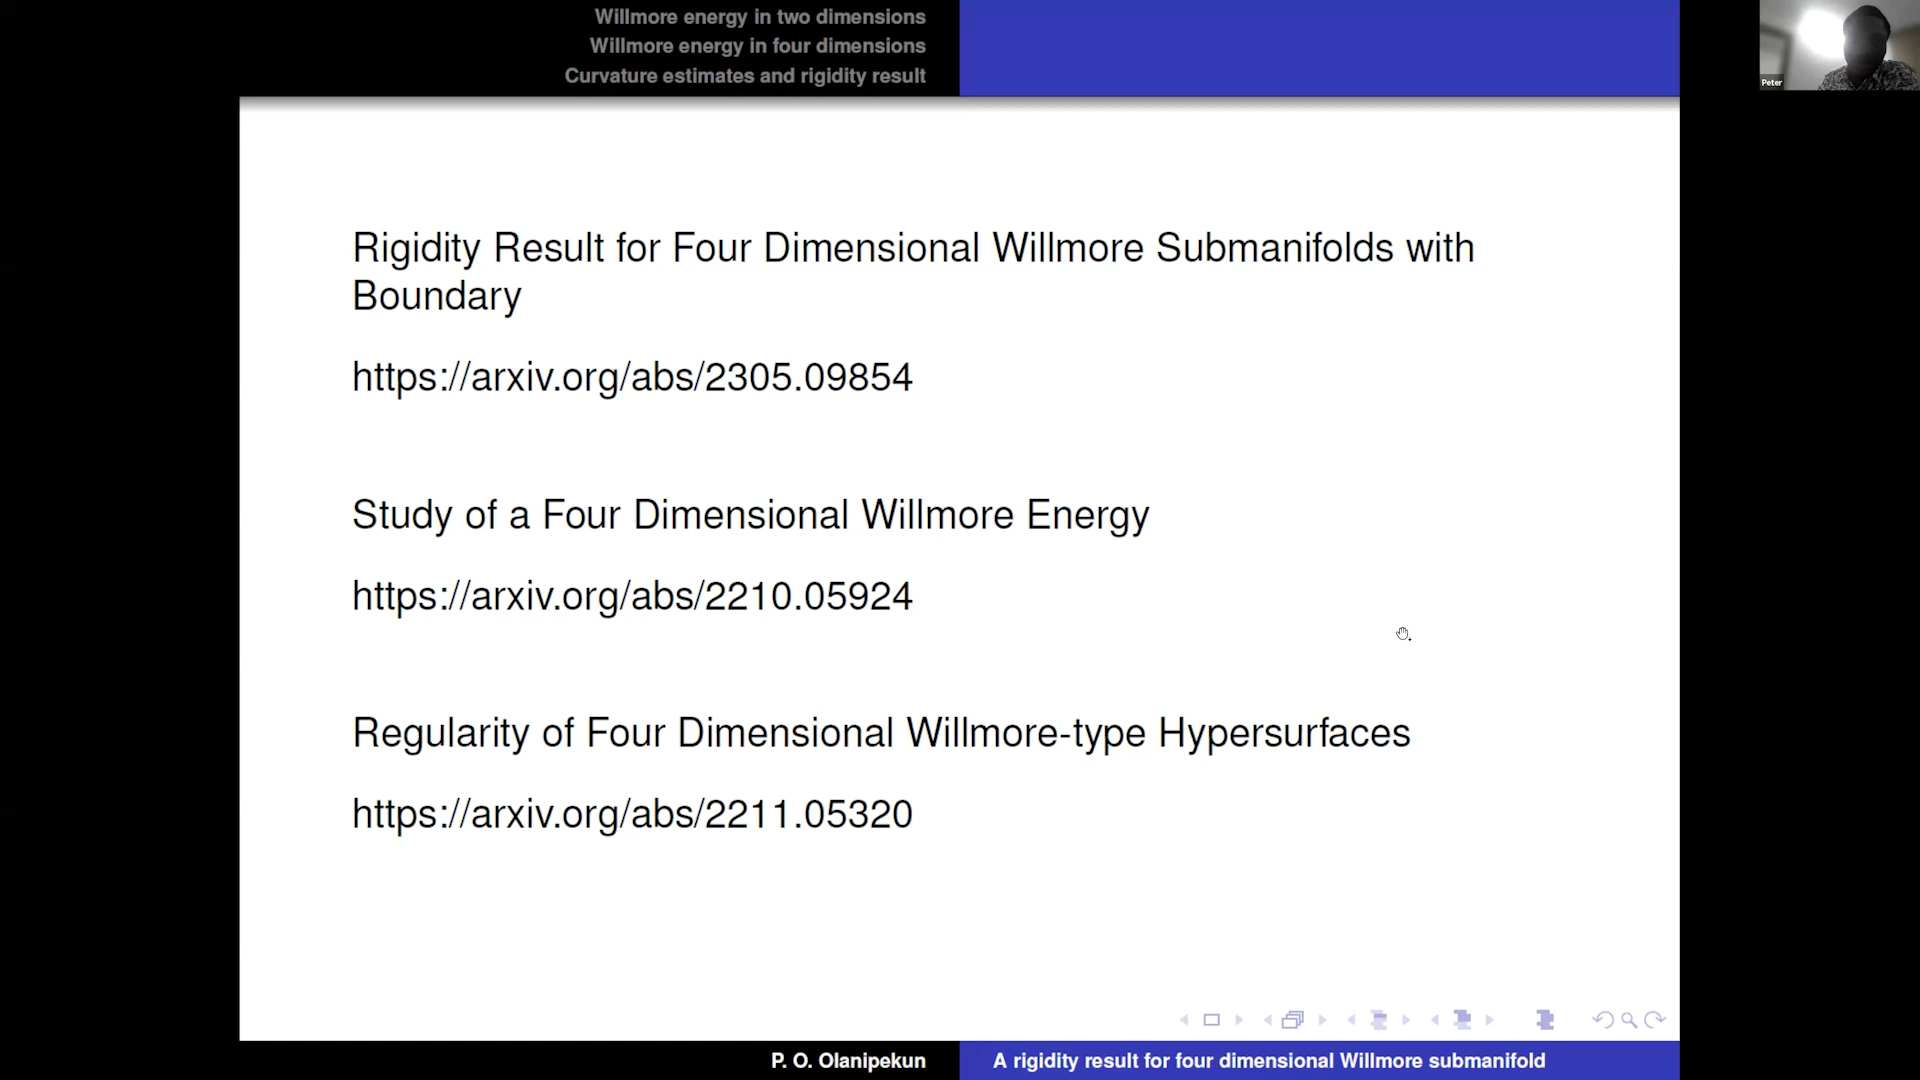 Willmore energy in two dimensions
Willmore energy in four dimensions
Curvature estimates and rigidity result
Peter
Rigidity Result for Four Dimensional Willmore Submanifolds with
Boundary
https://arxiv.org/abs/2305.09854
Study of a Four Dimensional Willmore Energy
https://arxiv.org/abs/2210.05924
Regularity of Four Dimensional Willmore-type Hypersurfaces
https://arxiv.org/abs/2211.05320
P. O. Olanipekun
A rigidity result for four dimensional Willmore submanifold